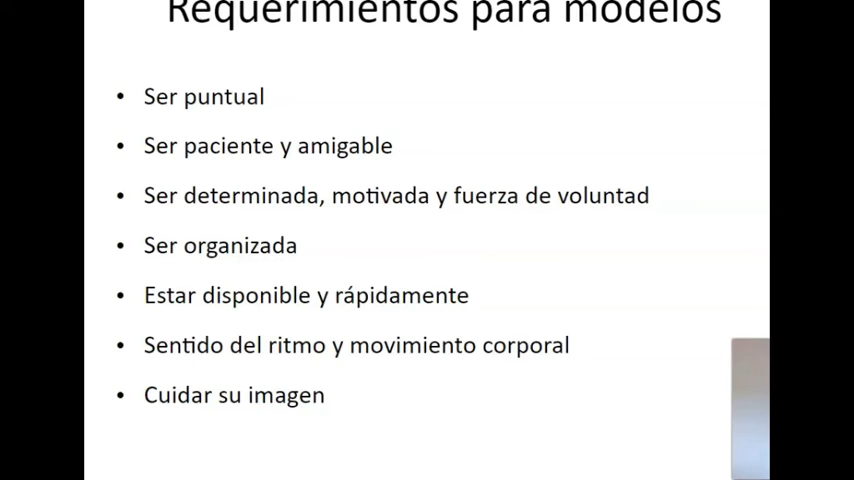 Requerimientos para modelos
• Ser puntual
• Ser paciente y amigable
• Ser determinada, motivada y fuerza de voluntad
• Ser organizada
• Estar disponible y rápidamente
• Sentido del ritmo y movimiento corporal
• Cuidar su imagen